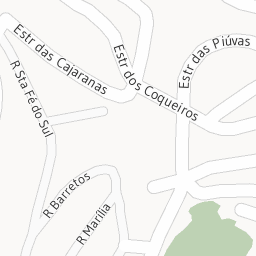 Estr das Cajaranas
Estr dos Coqueiros
Estr das Piúvas
R Sta Fé do Sul
R Barretos
R Marília